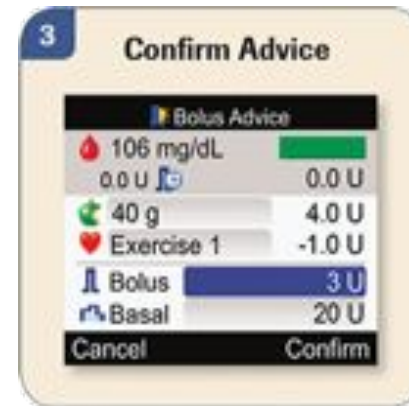 3
Confirm Advice
Bolus Advice
106 mg/dL
0.0 U 0.0 U
40 g 4.0 U
Exercise 1 -1.0 U
Bolus 3 U
Basal 20 U
Cancel Confirm